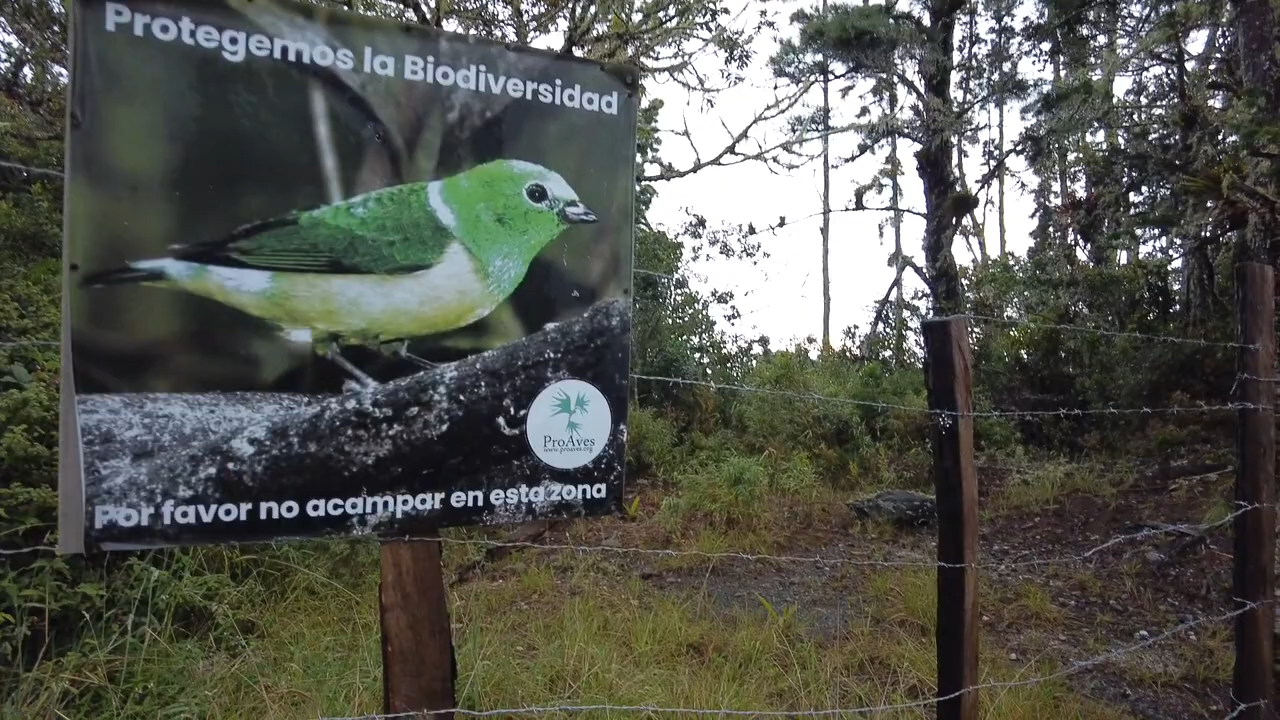 Protegemos la Biodiversidad
ProAves
www.proaves.org
Por favor no acampar en esta zona